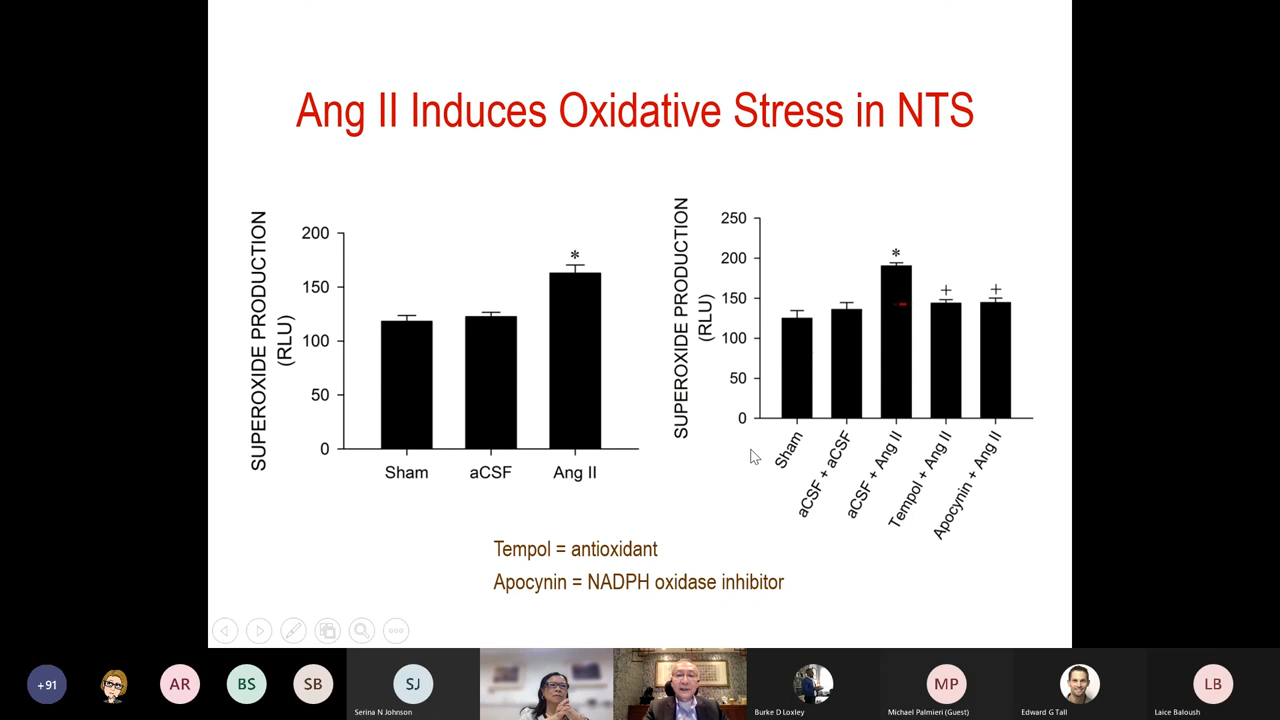 Ang II Induces Oxidative Stress in NTS
SUPEROXIDE PRODUCTION
(RLU)
200
150
100
50
0
*
Sham
aCSF
Ang II
SUPEROXIDE PRODUCTION
(RLU)
250
200
150
100
50
0
*
+
+
Sham
aCSF + aCSF
aCSF + Ang II
Tempol + Ang II
Apocynin + Ang II
Tempol = antioxidant
Apocynin = NADPH oxidase inhibitor
+91
AR
BS
SB
SJ
Serina N Johnson
Burke D Loxley
MP
Michael Palmieri (Guest)
Edward G Tall
LB
Laice Baloush